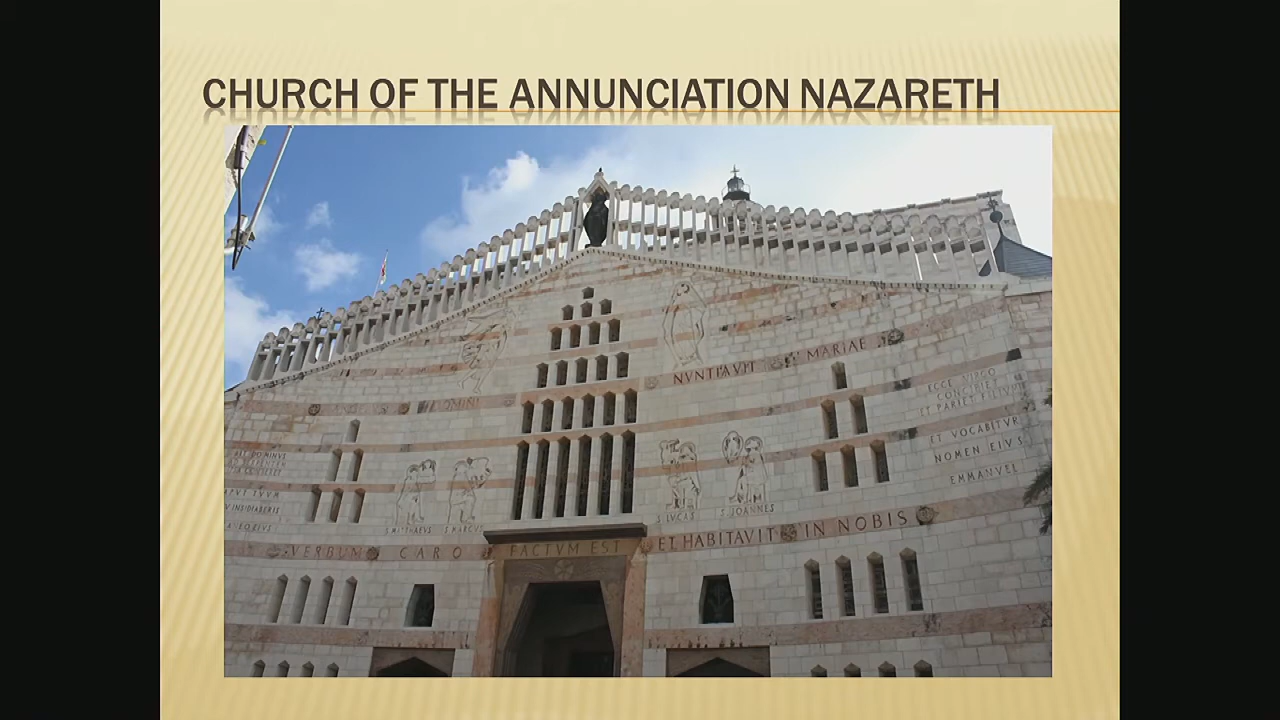 CHURCH OF THE ANNUNCIATION NAZARETH
NVNTIAVIT MARIAE
ECCE VIRGO
CONCIPIET
ET PARIET FILIVM
ET VOCABITVR
NOMEN EIVS
EMMANVEL
S MATTHAEVS S MARCVS S LVCAS S JOANNES
VERBUM CARO FACTVM EST ET HABITAVIT IN NOBIS